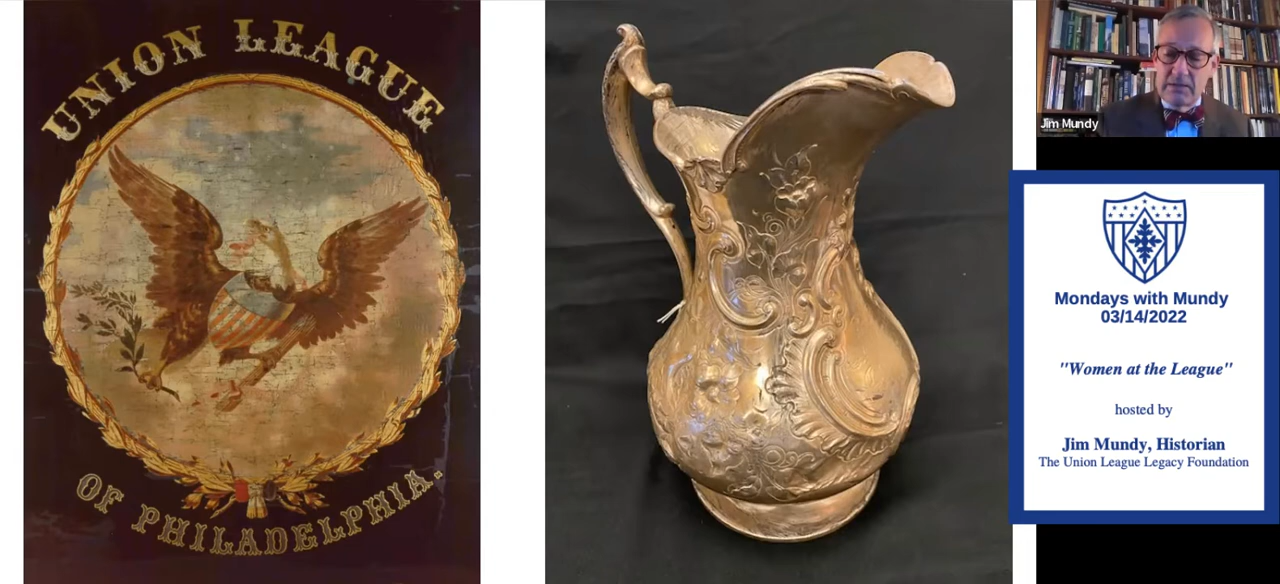 UNION LEAGUE
OF PHILADELPHIA.
Jim Mundy
Mondays with Mundy
03/14/2022
"Women at the League"
hosted by
Jim Mundy, Historian
The Union League Legacy Foundation